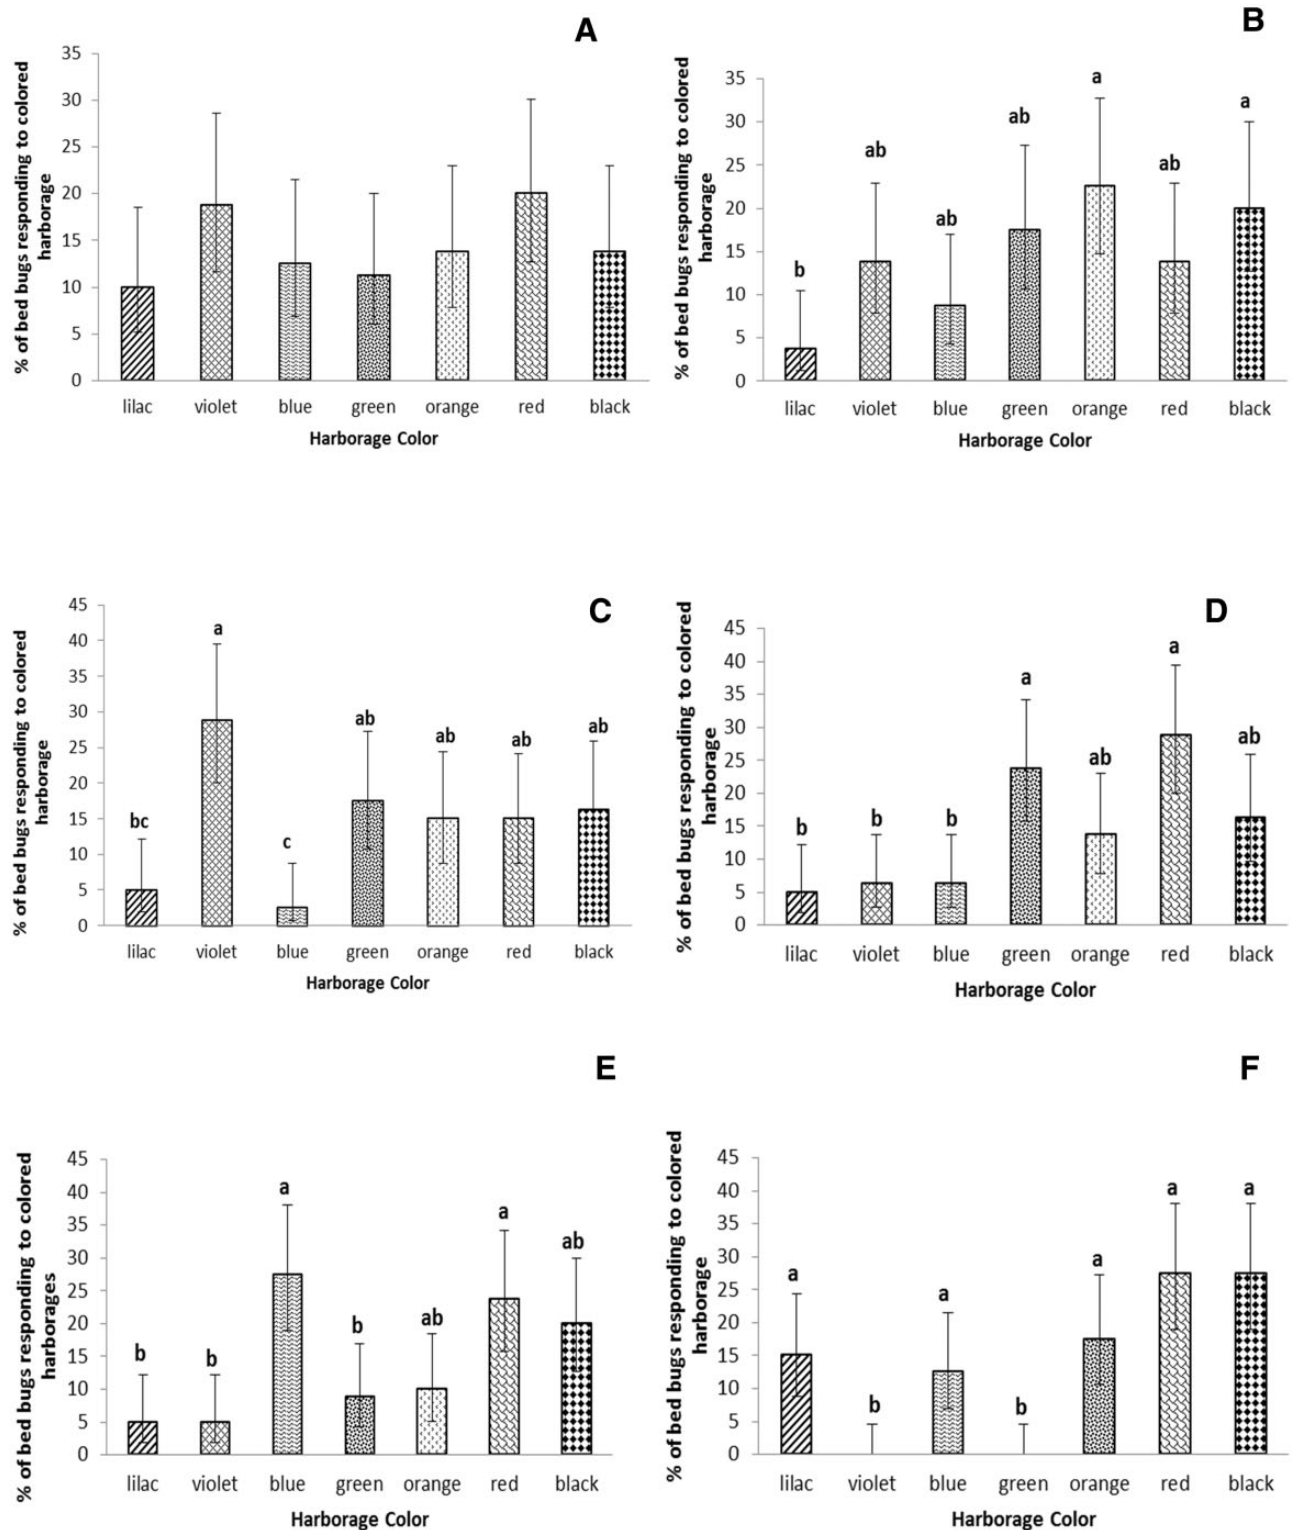 A
% of bed bugs responding to colored
harborage
35
30
25
20
15
10
5
0
lilac violet blue green orange red black
Harborage Color
B
% of bed bugs responding to colored
harborage
35
30
25
20
15
10
5
0
b ab ab ab a ab a
lilac violet blue green orange red black
Harborage Color
C
% of bed bugs responding to colored
harborage
45
40
35
30
25
20
15
10
5
0
bc a c ab ab ab ab
lilac violet blue green orange red black
Harborage Color
D
% of bed bugs responding to colored
harborage
45
40
35
30
25
20
15
10
5
0
b b b a ab a ab
lilac violet blue green orange red black
Harborage Color
E
% of bed bugs responding to colored
harborages
45
40
35
30
25
20
15
10
5
0
b b a b ab a ab
lilac violet blue green orange red black
Harborage Color
F
% of bed bugs responding to colored
harborage
45
40
35
30
25
20
15
10
5
0
a b a b a a a
lilac violet blue green orange red black
Harborage Color